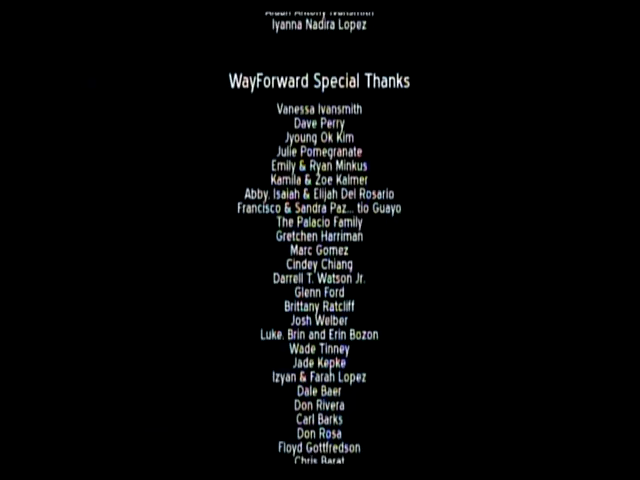 Iyanna Nadira Lopez
WayForward Special Thanks
Vanessa Ivansmith
Dave Perry
Jyoung Ok Kim
Julie Pomegranate
Emily & Ryan Minkus
Kamila & Zoe Kalmer
Abby, Isaiah & Elijah Del Rosario
Francisco & Sandra Paz... tio Guayo
The Palacio Family
Gretchen Harriman
Marc Gomez
Cindey Chiang
Darrell T. Watson Jr.
Glenn Ford
Brittany Ratcliff
Josh Welber
Luke, Brin and Erin Bozon
Wade Tinney
Jade Kepke
Izyan & Farah Lopez
Dale Baer
Don Rivera
Carl Barks
Don Rosa
Floyd Gottfredson
Chris Barat